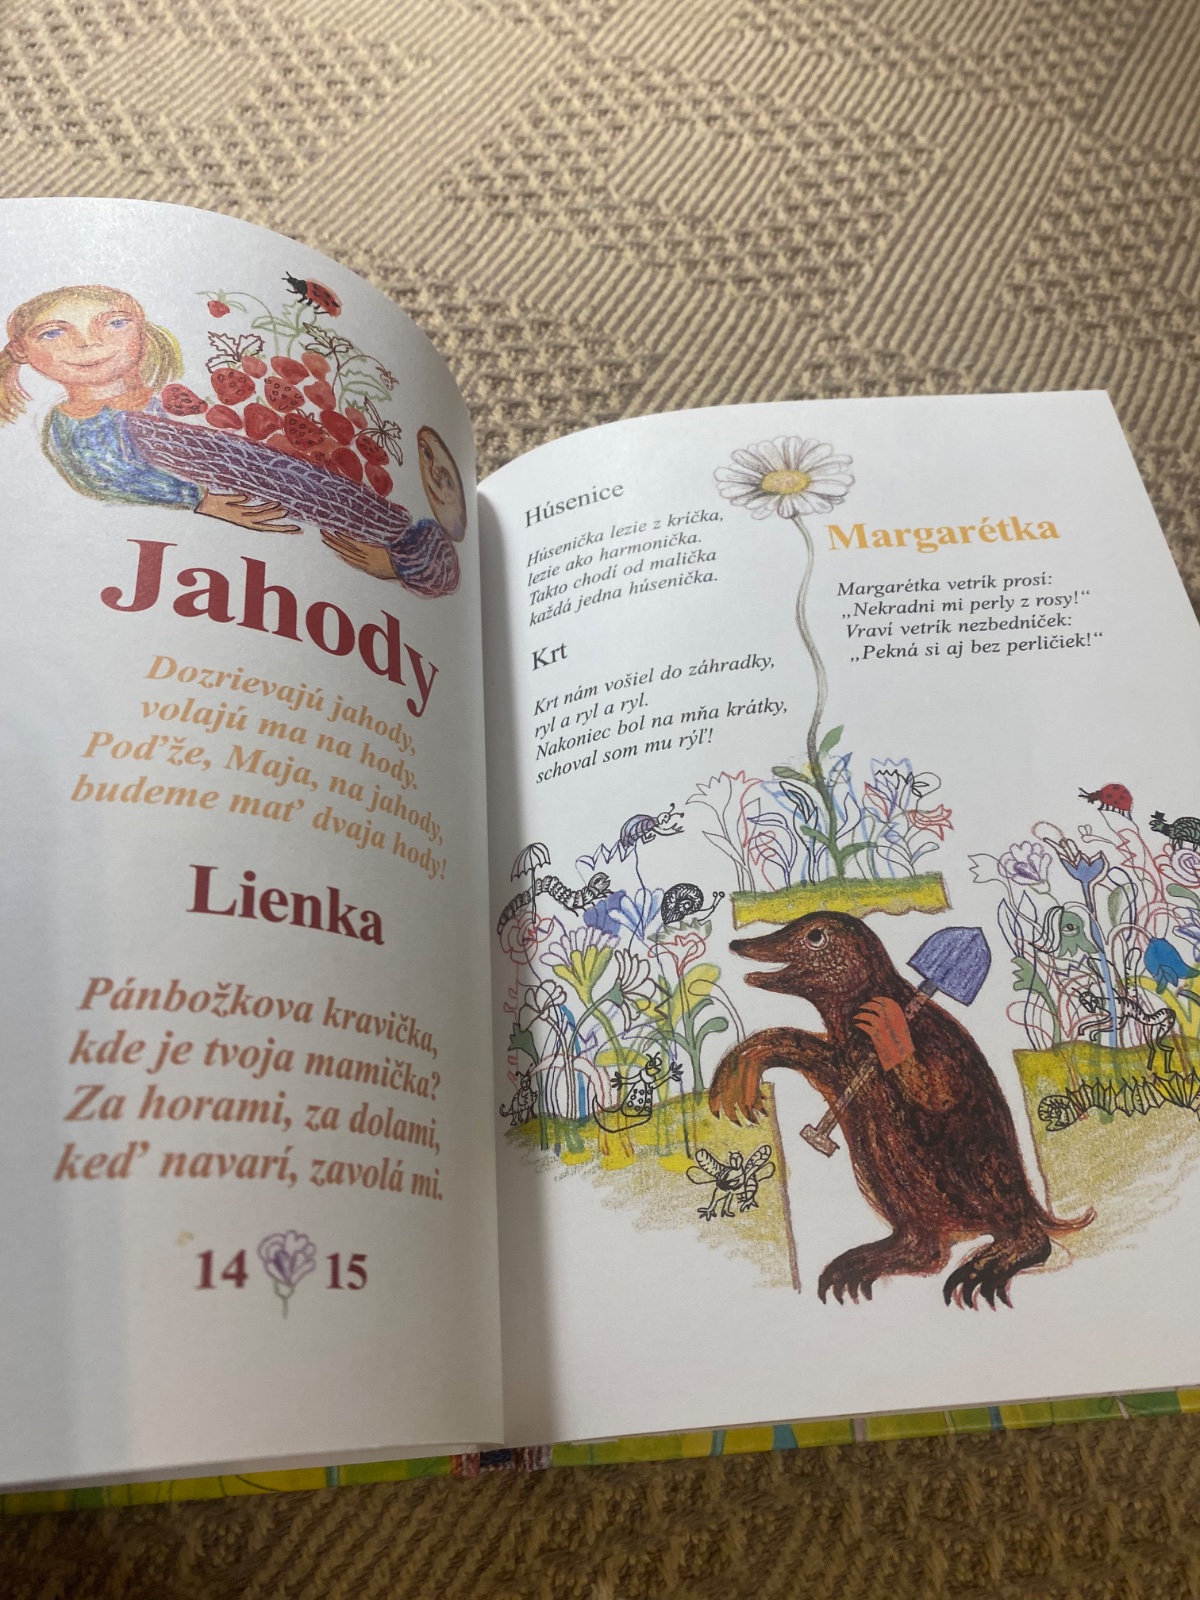 Jahody
Dozrievajú jahody,
volajú ma na hody.
Poďže, Maja, na jahody,
budeme mať dvaja hody!
Lienka
Pánbožkova kravička,
kde je tvoja mamička?
Za horami, za dolami,
keď navarí, zavolá mi.
14 15
Húsenice
Húsenička lezie z kríčka,
lezie ako harmonička.
Takto chodí od malička
každá jedna húsenička.
Krt
Krt nám vošiel do záhradky,
ryl a ryl a ryl.
Nakoniec bol na mňa krátky,
schoval som mu rýľ!
Margarétka
Margarétka vetrík prosí:
„Nekradni mi perly z rosy!“
Vraví vetrík nezbedníček:
„Pekná si aj bez perličiek!“